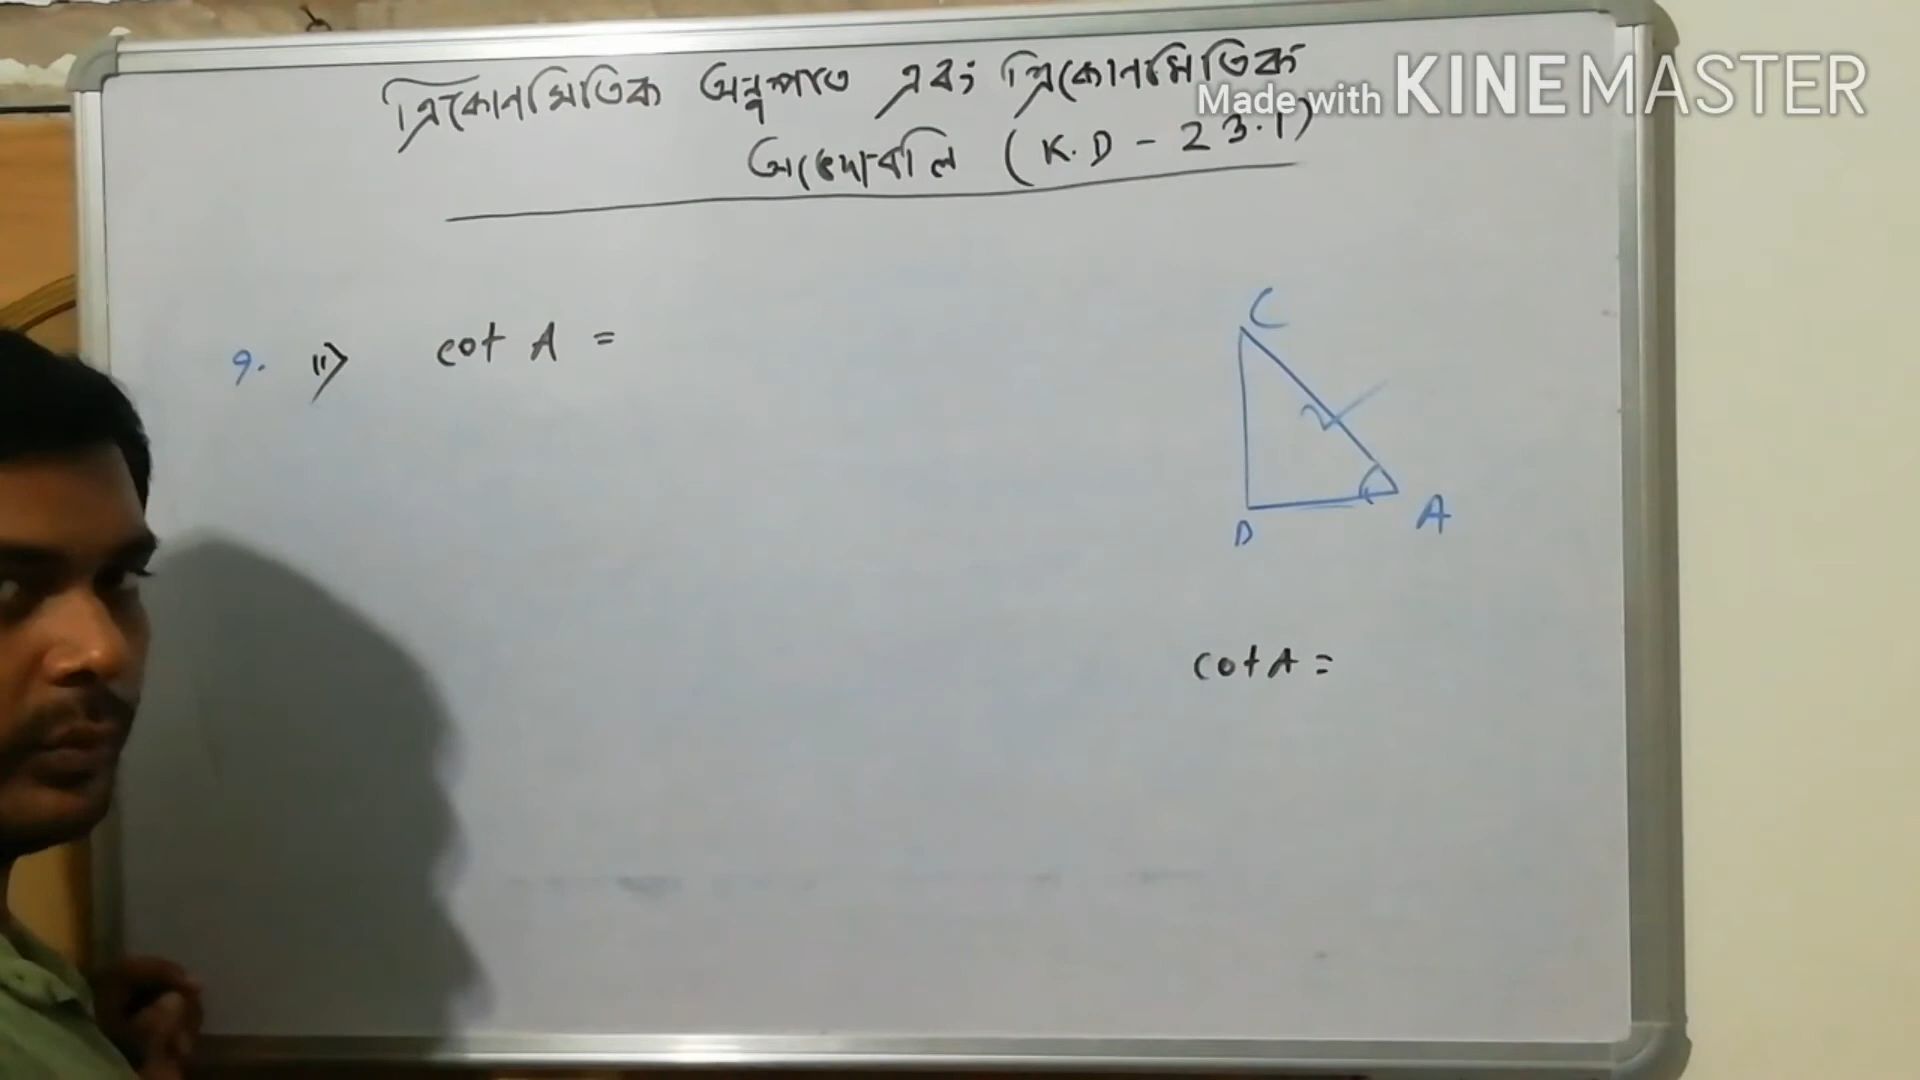 ত্রিকোনমিতিক অনুপাত এবং ত্রিকোনমিতিক
অভেদাবলি (K.D - 23.1)
Made with KINEMASTER
9. ii) cot A =
C
B
A
cot A =